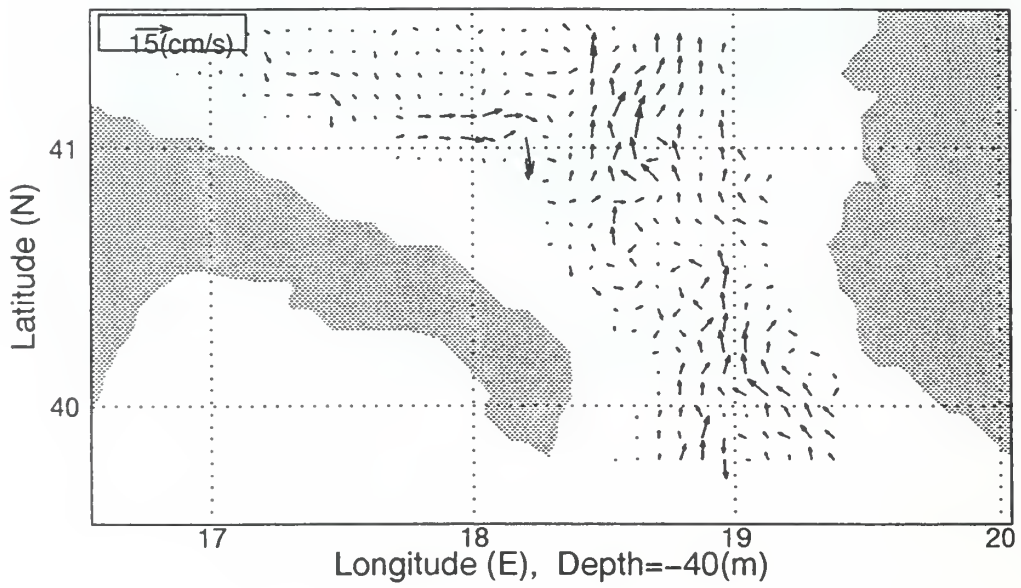 15(cm/s)
41
40
Latitude (N)
17 18 19 20
Longitude (E), Depth=−40(m)